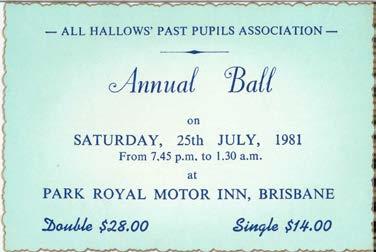 — ALL HALLOWS' PAST PUPILS ASSOCIATION —
Annual Ball
on
SATURDAY, 25th JULY, 1981
From 7.45 p.m. to 1.30 a.m.
at
PARK ROYAL MOTOR INN, BRISBANE
Double $28.00 Single $14.00